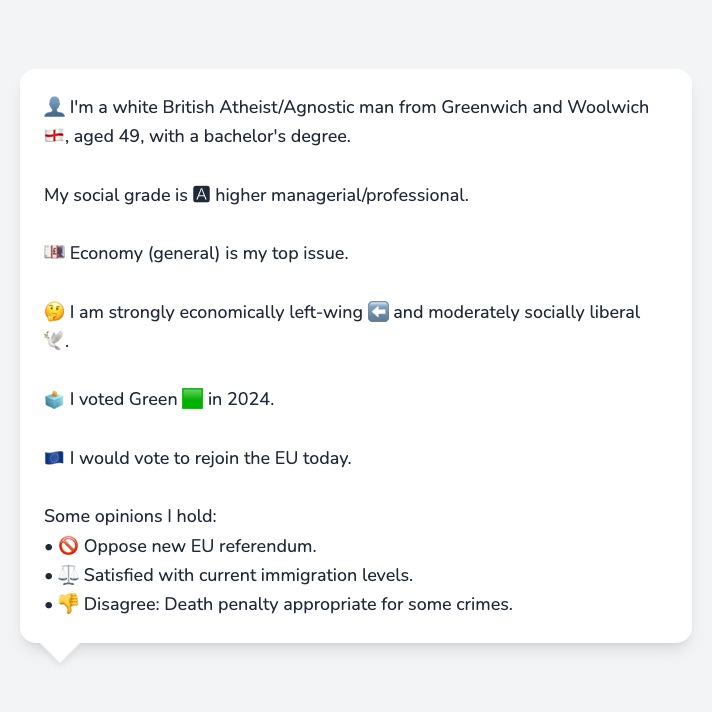 👤 I'm a white British Atheist/Agnostic man from Greenwich and Woolwich
🏴󠁧󠁢󠁥󠁮󠁧󠁿, aged 49, with a bachelor's degree.
My social grade is 🅰 higher managerial/professional.
💷 Economy (general) is my top issue.
🤔 I am strongly economically left-wing ⬅️ and moderately socially liberal
🕊️.
🗳️ I voted Green 🟩 in 2024.
🇪🇺 I would vote to rejoin the EU today.
Some opinions I hold:
• 🚫 Oppose new EU referendum.
• ⚖️ Satisfied with current immigration levels.
• 👎 Disagree: Death penalty appropriate for some crimes.